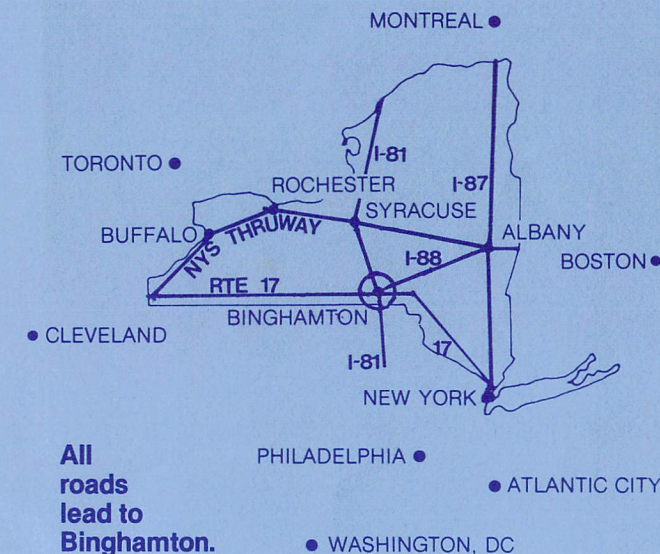 MONTREAL
I-81
TORONTO
I-87
ROCHESTER
SYRACUSE
BUFFALO
NYS THRUWAY
ALBANY
I-88
BOSTON
RTE 17
BINGHAMTON
CLEVELAND
17
I-81
NEW YORK
PHILADELPHIA
ATLANTIC CITY
WASHINGTON, DC
All
roads
lead to
Binghamton.